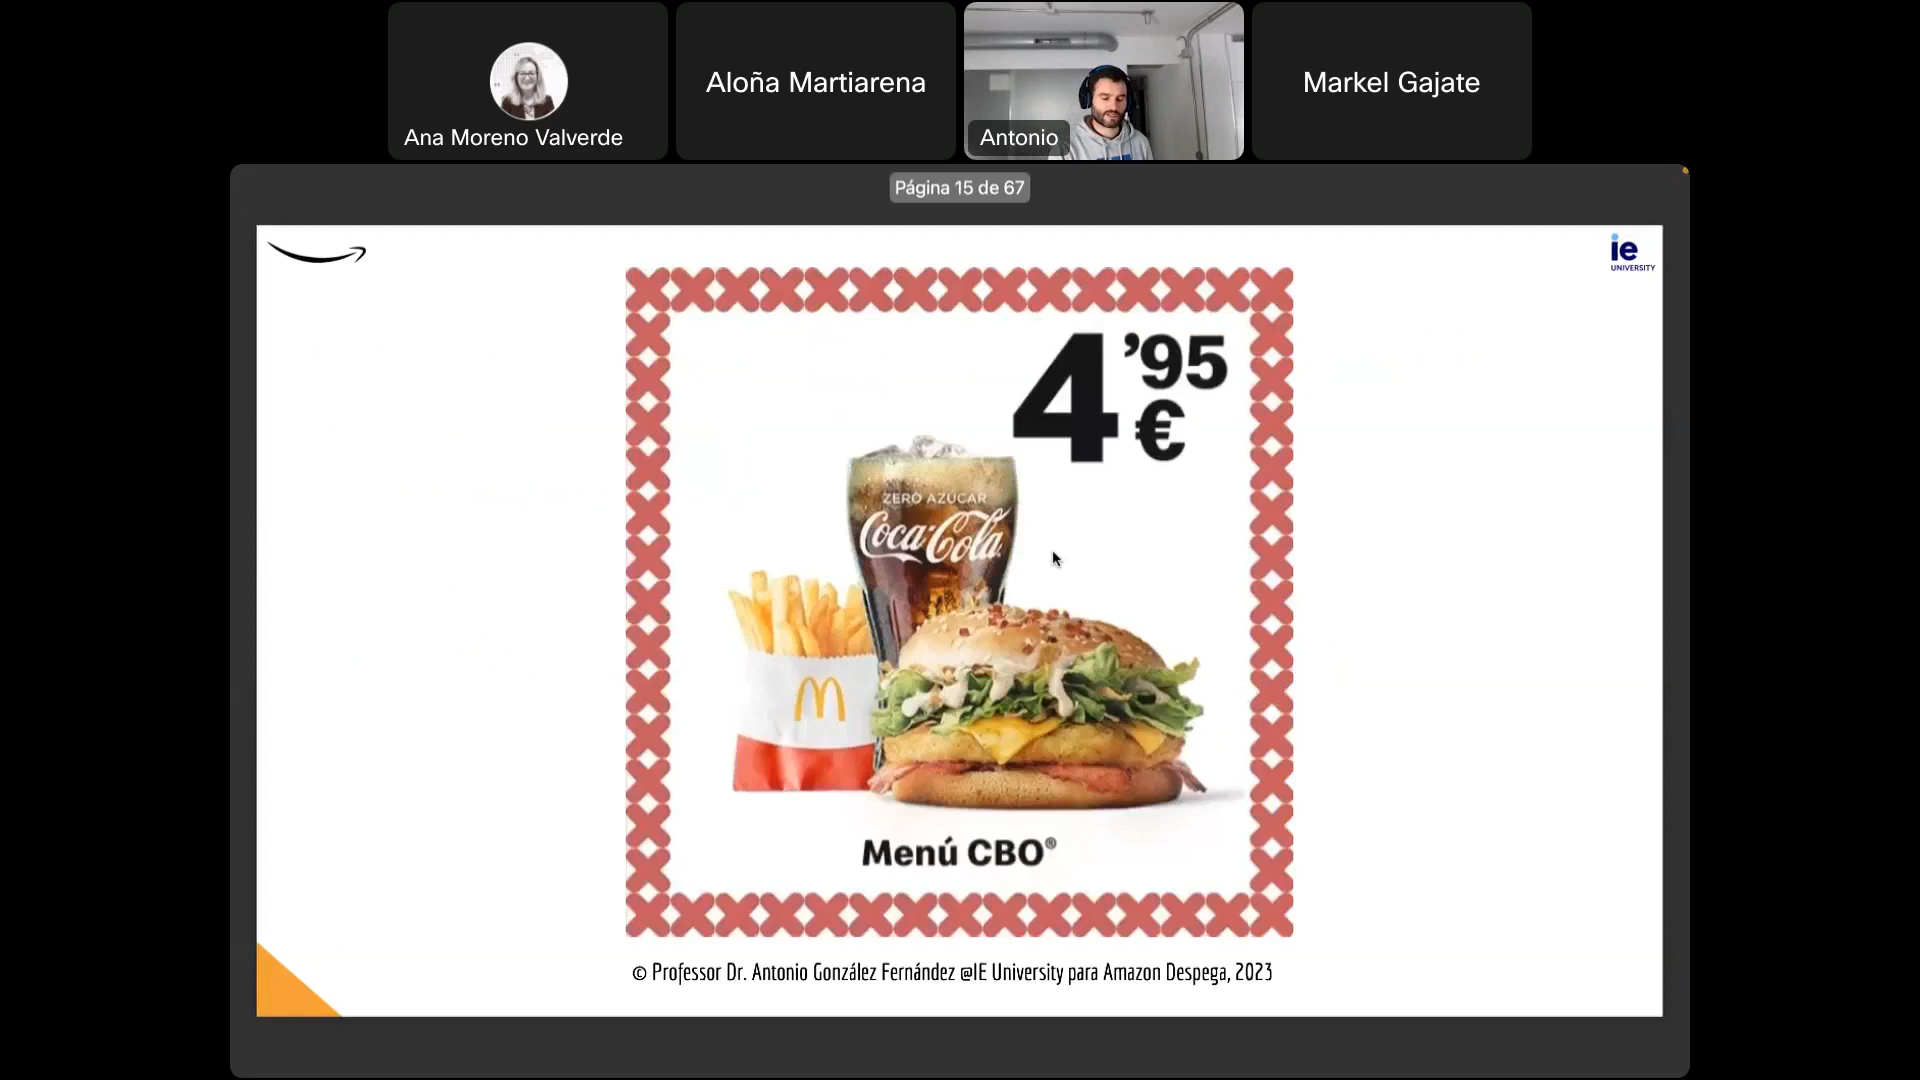 Ana Moreno Valverde
Aloña Martiarena
Antonio
Markel Gajate
Página 15 de 67
ie
UNIVERSITY
4'95
€
ZERO AZÚCAR
Coca-Cola
Menú CBO®
© Professor Dr. Antonio González Fernández @IE University para Amazon Despega, 2023